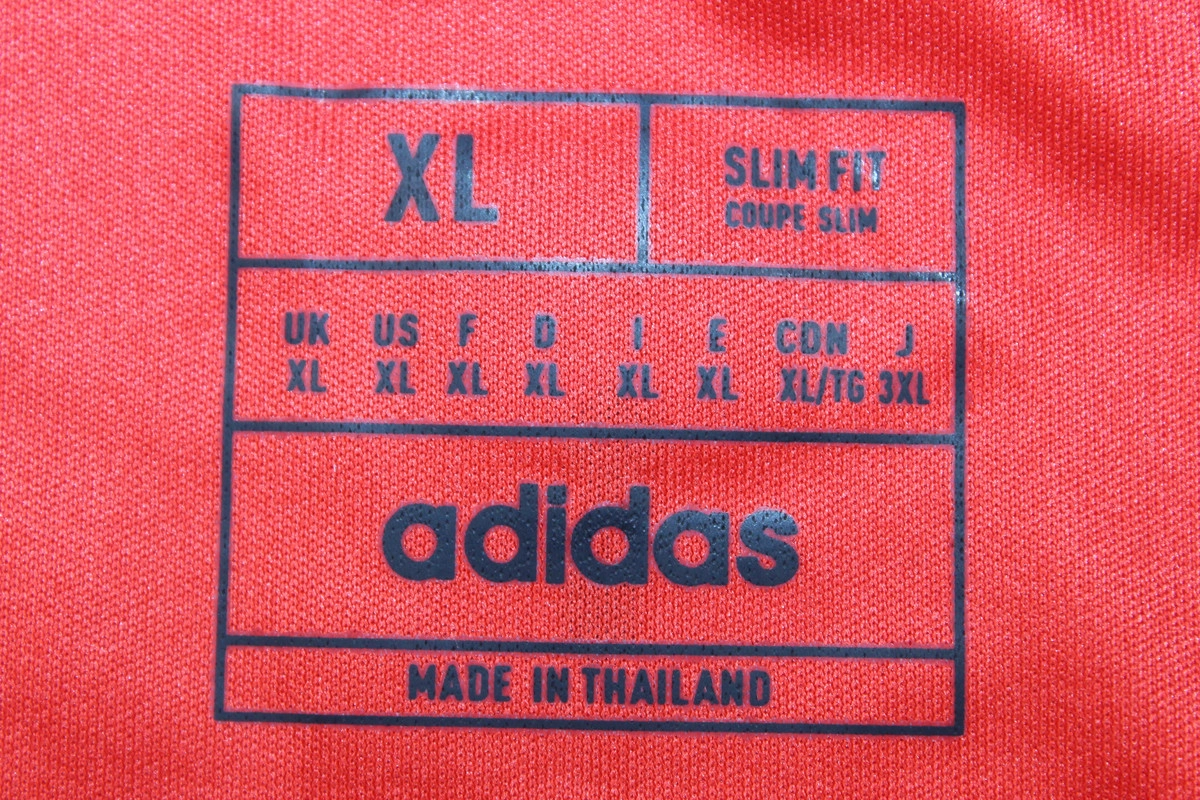 XL
SLIM FIT
COUPE SLIM
UK US F D I E CDN J
XL XL XL XL XL XL XL/TG 3XL
adidas
MADE IN THAILAND